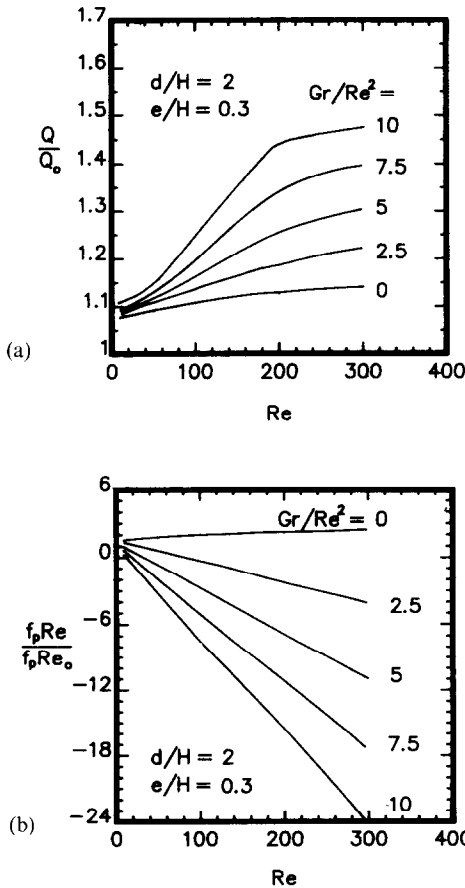 1.7
1.6
1.5
1.4
1.3
1.2
1.1
1
Q
Qo
d/H = 2
e/H = 0.3
Gr/Re² =
10
7.5
5
2.5
0
0 100 200 300 400
Re
(a)
6
0
-6
-12
-18
-24
fpRe
fpReo
Gr/Re² = 0
2.5
5
7.5
10
d/H = 2
e/H = 0.3
0 100 200 300 400
Re
(b)